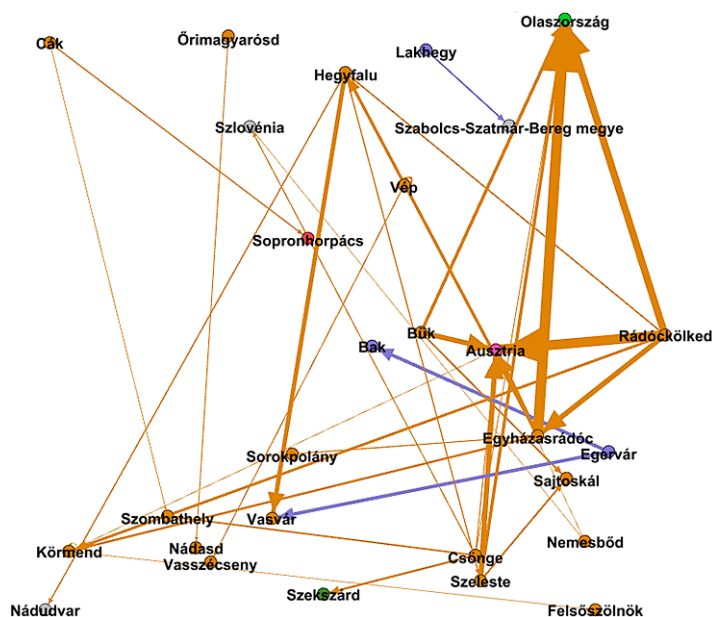 Olaszország
Cák
Őrimagyarósd
Lakhegy
Hegyfalu
Szlovénia
Szabolcs-Szatmár-Bereg megye
Vép
Sopronhorpács
Bük
Rádóckölked
Bak
Ausztria
Egyházasrádóc
Egervár
Sorokpolány
Sajtoskál
Szombathely
Vasvár
Körmend
Nádasd
Nemesbőd
Vasszécseny
Csönge
Szeleste
Szekszárd
Nádudvar
Felsőszölnök